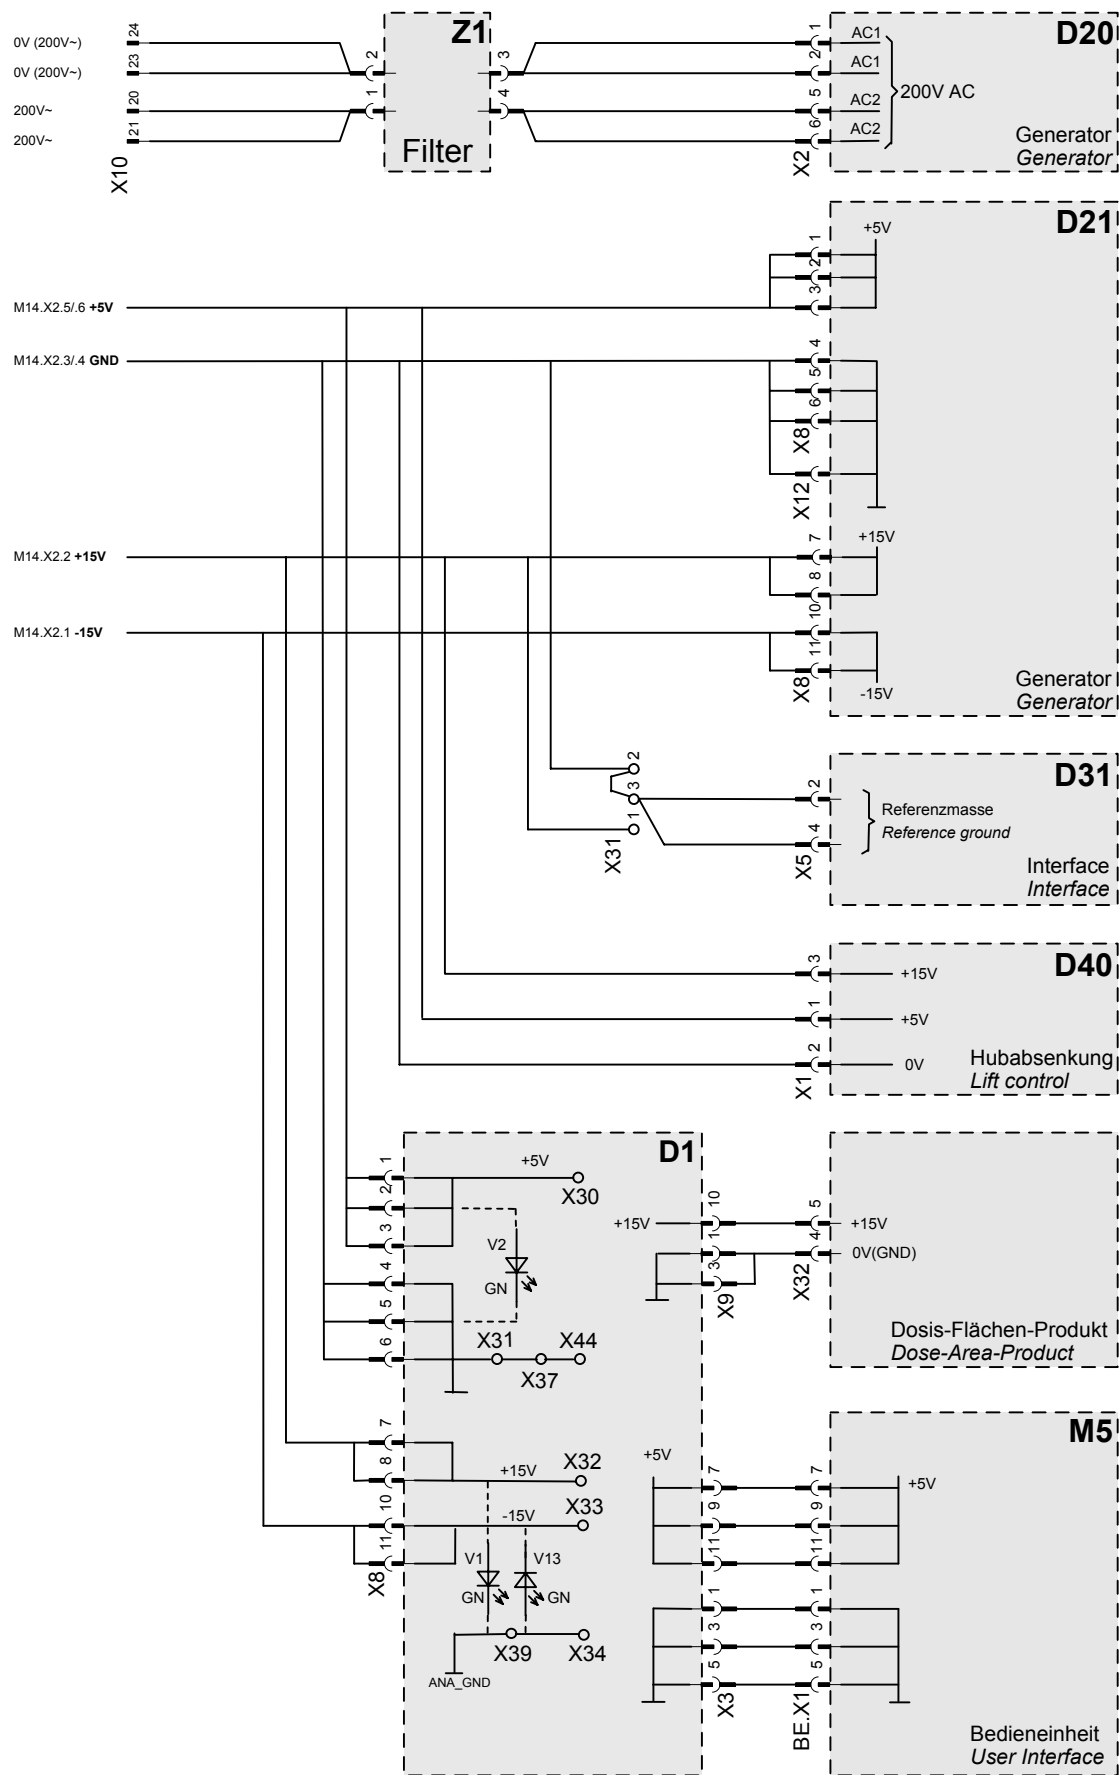 24
0V (200V~)
Z1
D20
2
3
1
AC1
23
0V (200V~)
2
AC1
200V AC
20
200V~
1
4
5
AC2
21
200V~
6
AC2
X10
Filter
X2
Generator
Generator
D21
+5V
1
2
3
M14.X2.5/.6 +5V
M14.X2.3/.4 GND
4
5
6
X8
X12
+15V
7
M14.X2.2 +15V
8
10
M14.X2.1 -15V
11
X8
-15V
Generator
Generator
D31
2
3
1
X31
2
4
X5
Referenzmasse
Reference ground
Interface
Interface
D40
3
+15V
1
+5V
2
0V
X1
Hubabsenkung
Lift control
D1
1
+5V
X30
2
3
V2
GN
4
5
6
X31
X44
X37
+15V
10
1
3
X9
5
+15V
4
0V(GND)
X32
Dosis-Flächen-Produkt
Dose-Area-Product
M5
7
8
+15V
X32
10
-15V
X33
11
X8
V1
GN
V13
GN
X39
X34
ANA_GND
+5V
7
7
+5V
9
9
11
11
1
1
3
3
5
5
X3
BE.X1
Bedieneinheit
User Interface